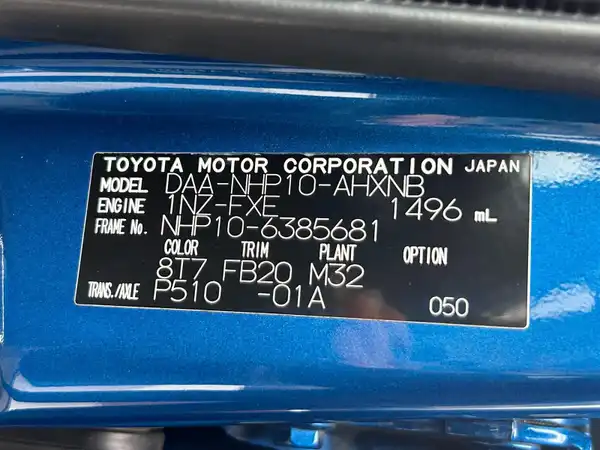 TOYOTA MOTOR CORPORATION JAPAN
MODEL DAA-NHP10-AHXNB
ENGINE 1NZ-FXE 1496 mL
FRAME No. NHP10-6385681
COLOR TRIM PLANT OPTION
8T7 FB20 M32
TRANS./AXLE P510 -01A 050